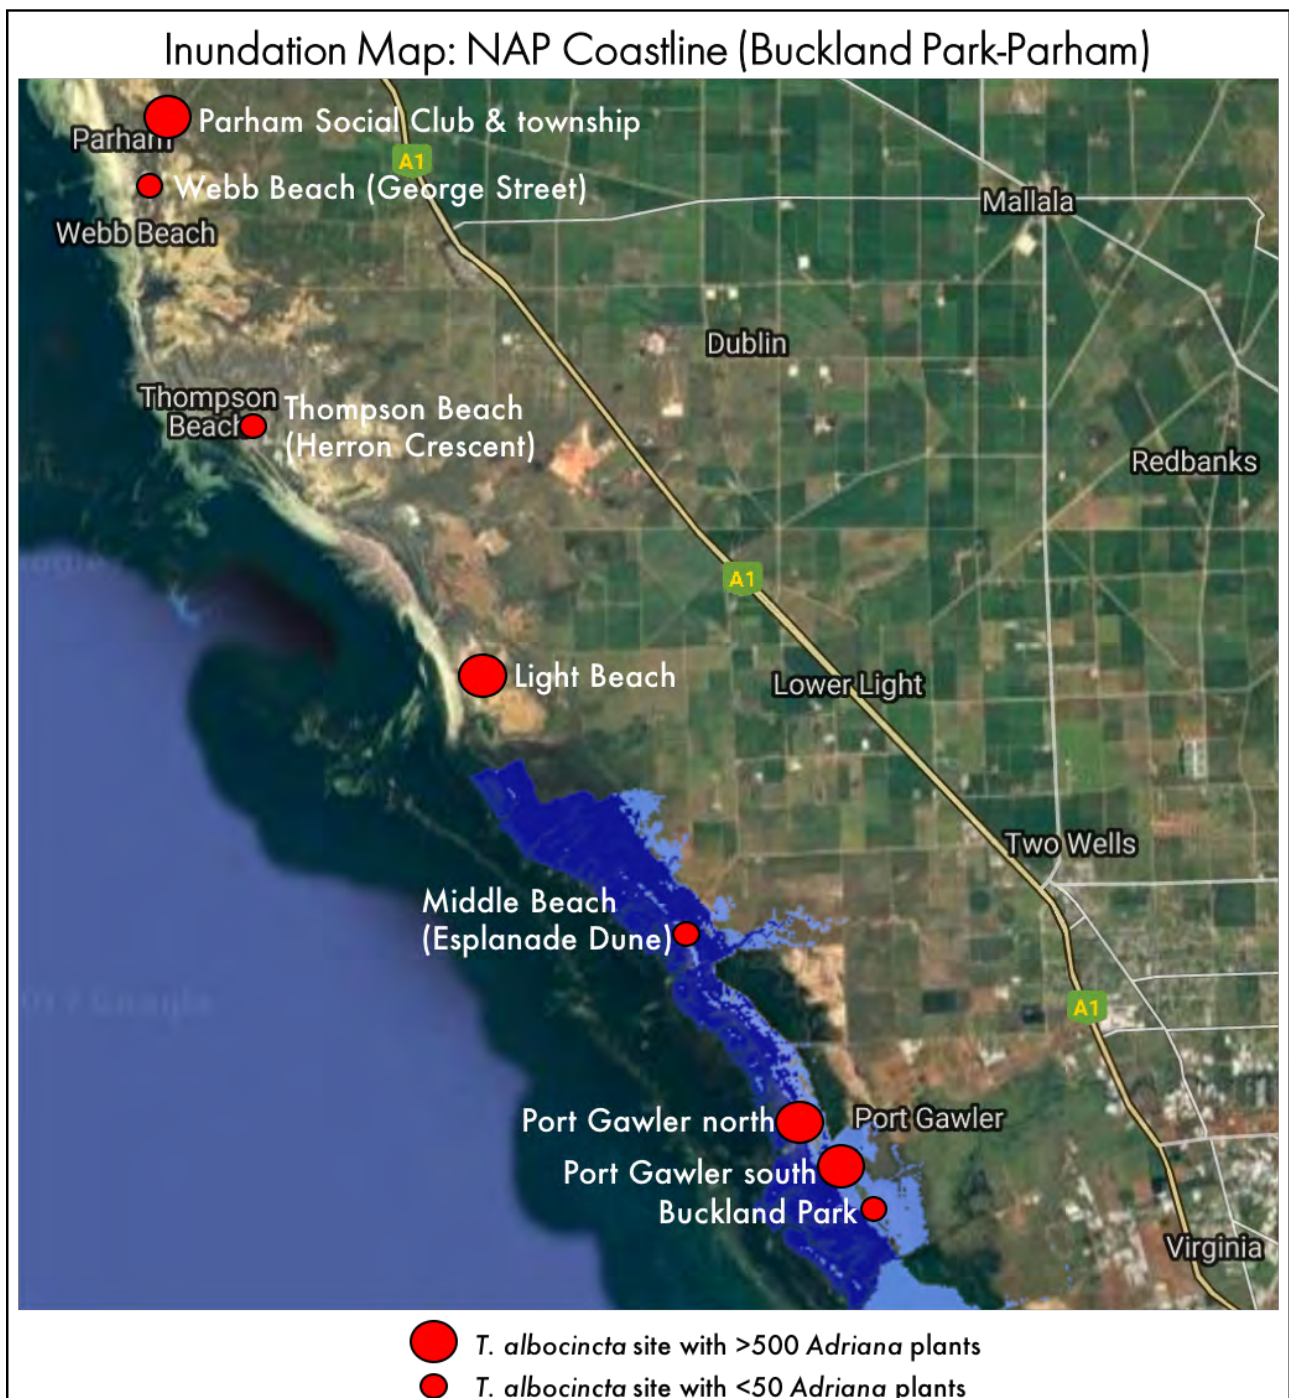 Inundation Map: NAP Coastline (Buckland Park-Parham)
Parham Social Club & township
Parham
A1
Webb Beach (George Street)
Mallala
Webb Beach
Dublin
Thompson
Beach
Thompson Beach
(Herron Crescent)
Redbanks
A1
Light Beach
Lower Light
Two Wells
Middle Beach
(Esplanade Dune)
A1
Port Gawler north
Port Gawler
Port Gawler south
Buckland Park
Virginia
T. albocincta site with >500 Adriana plants
T. albocincta site with <50 Adriana plants